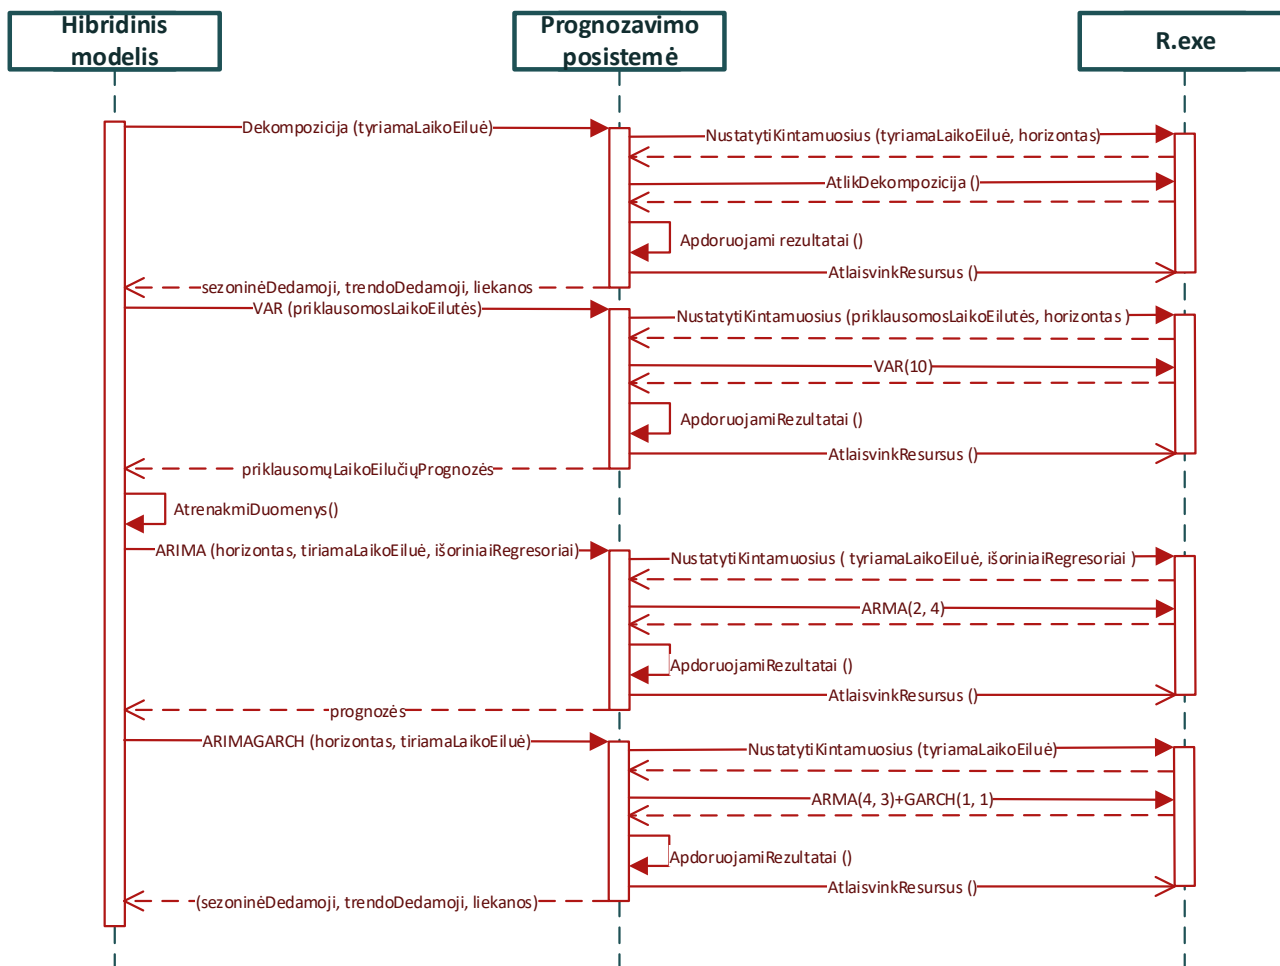 Hibridinis
modelis
Prognozavimo
posistemė
R.exe
Dekompozicija (tyriamaLaikoEiluė)
NustatytiKintamuosius (tyriamaLaikoEiluė, horizontas)
AtlikDekompozicija ()
Apdoruojami rezultatai ()
AtlaisvinkResursus ()
sezoninėDedamoji, trendoDedamoji, liekanos
VAR (priklausomosLaikoEilutės)
NustatytiKintamuosius (priklausomosLaikoEilutės, horizontas )
VAR(10)
ApdoruojamiRezultatai ()
AtlaisvinkResursus ()
priklausomųLaikoEilučiųPrognozės
AtrenakmiDuomenys()
ARIMA (horizontas, tiriamaLaikoEiluė, išoriniaiRegresoriai)
NustatytiKintamuosius ( tyriamaLaikoEiluė, išoriniaiRegresoriai )
ARMA(2, 4)
ApdoruojamiRezultatai ()
AtlaisvinkResursus ()
prognozės
ARIMAGARCH (horizontas, tiriamaLaikoEiluė)
NustatytiKintamuosius (tyriamaLaikoEiluė)
ARMA(4, 3)+GARCH(1, 1)
ApdoruojamiRezultatai ()
AtlaisvinkResursus ()
(sezoninėDedamoji, trendoDedamoji, liekanos)